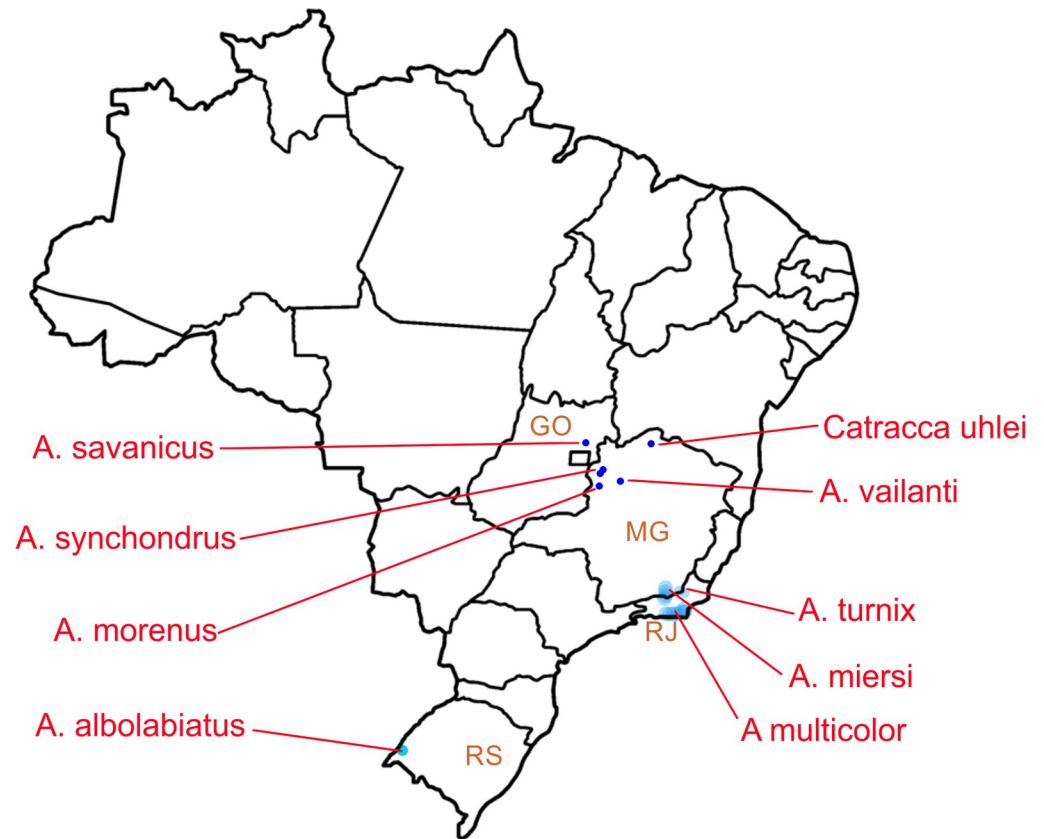 GO
Catracca uhlei
A. savanicus
A. vailanti
A. synchondrus
MG
A. turnix
A. morenus
RJ
A. miersi
A. albolabiatus
A multicolor
RS